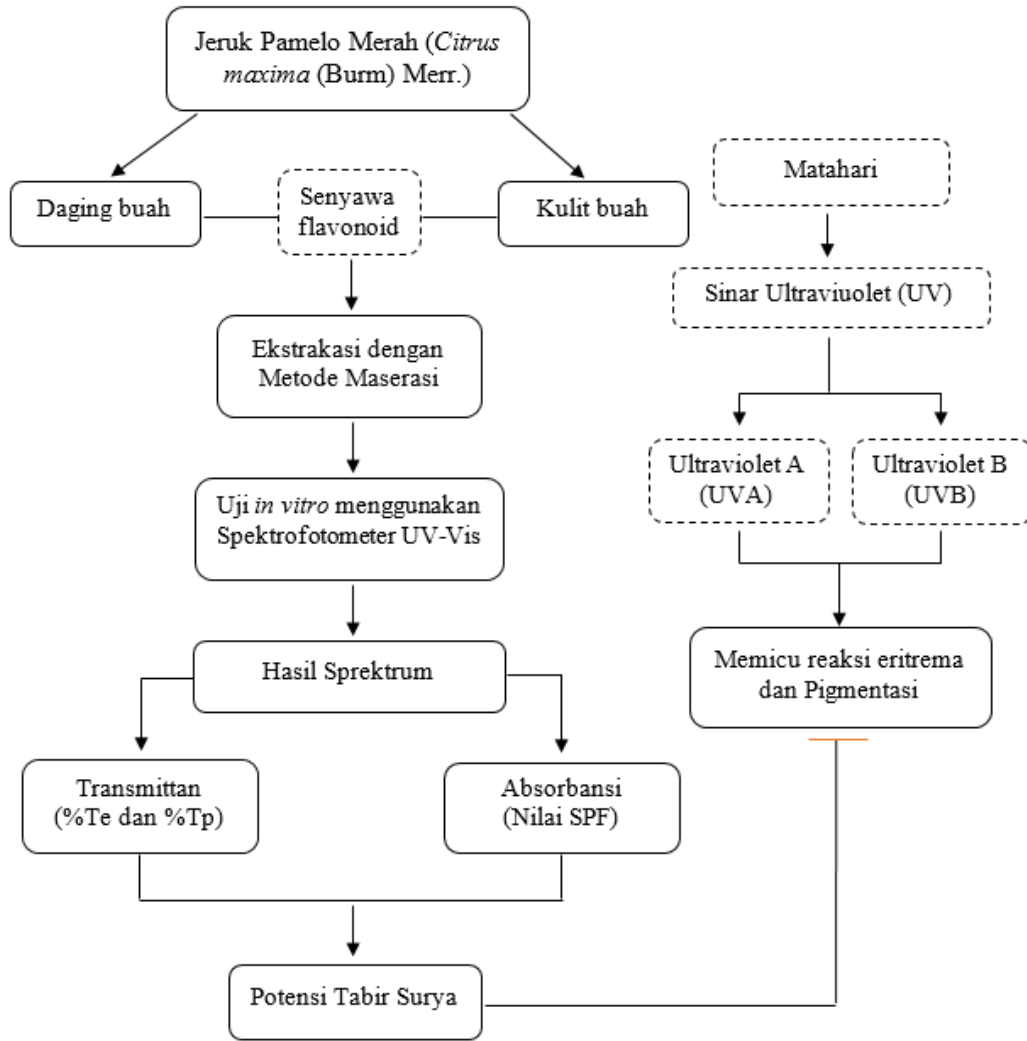 Jeruk Pamelo Merah (Citrus
maxima (Burm) Merr.)
Daging buah
Senyawa
flavonoid
Kulit buah
Matahari
Sinar Ultraviuolet (UV)
Ekstrakasi dengan
Metode Maserasi
Ultraviolet A
(UVA)
Ultraviolet B
(UVB)
Uji in vitro menggunakan
Spektrofotometer UV-Vis
Hasil Sprektrum
Memicu reaksi eritrema
dan Pigmentasi
Transmittan
(%Te dan %Tp)
Absorbansi
(Nilai SPF)
Potensi Tabir Surya